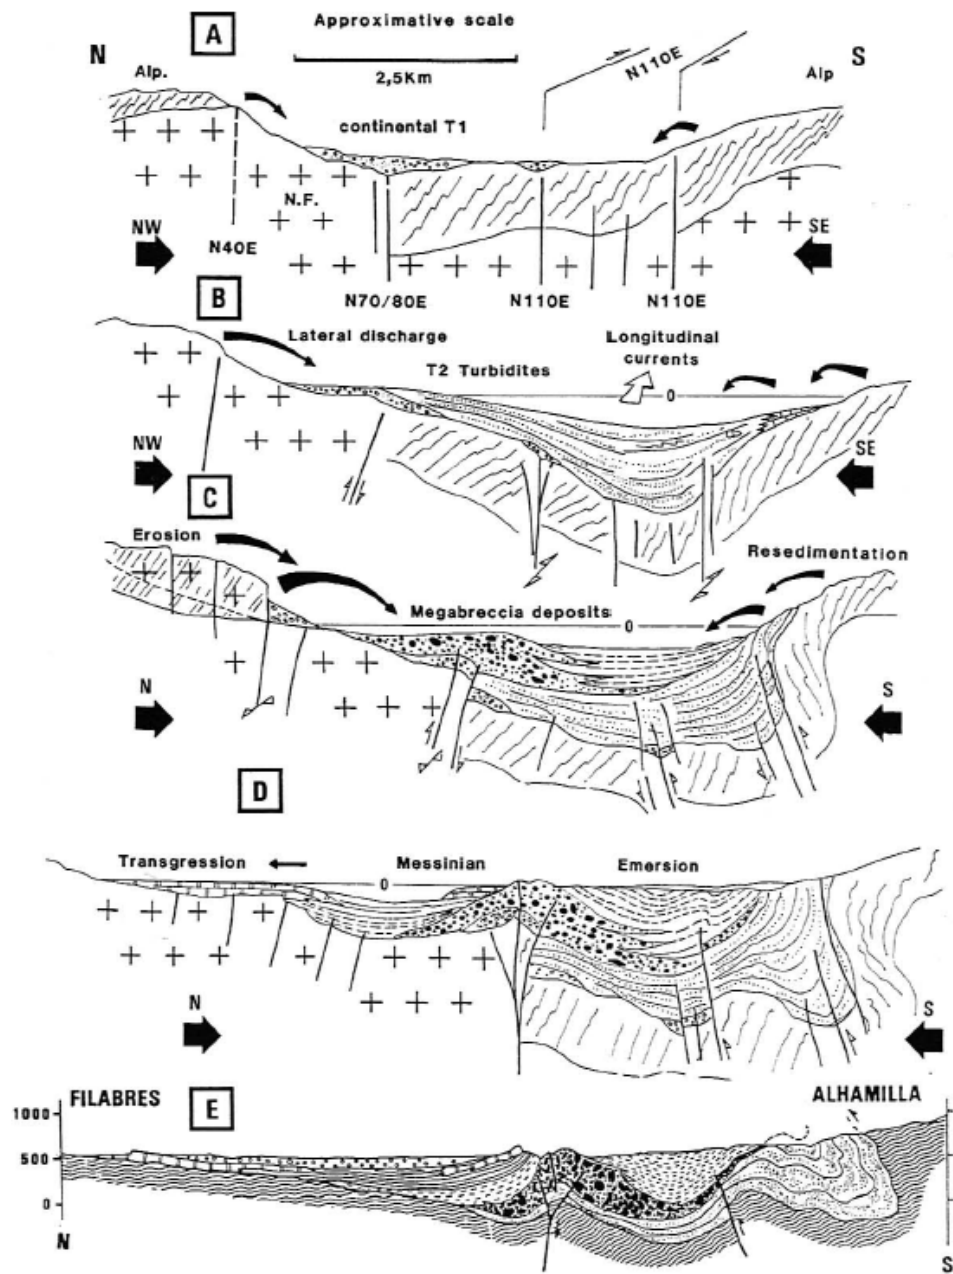 A
Approximative scale
N
S
2,5Km
N110E
Alp.
Alp
continental T1
N.F.
NW
SE
N40E
N70/80E
N110E
N110E
B
Lateral discharge
Longitudinal
currents
T2 Turbidites
0
NW
SE
C
Erosion
Resedimentation
Megabreccia deposits
0
N
S
D
Transgression
Messinian
Emersion
0
N
S
FILABRES
E
ALHAMILLA
1000
500
0
N
S